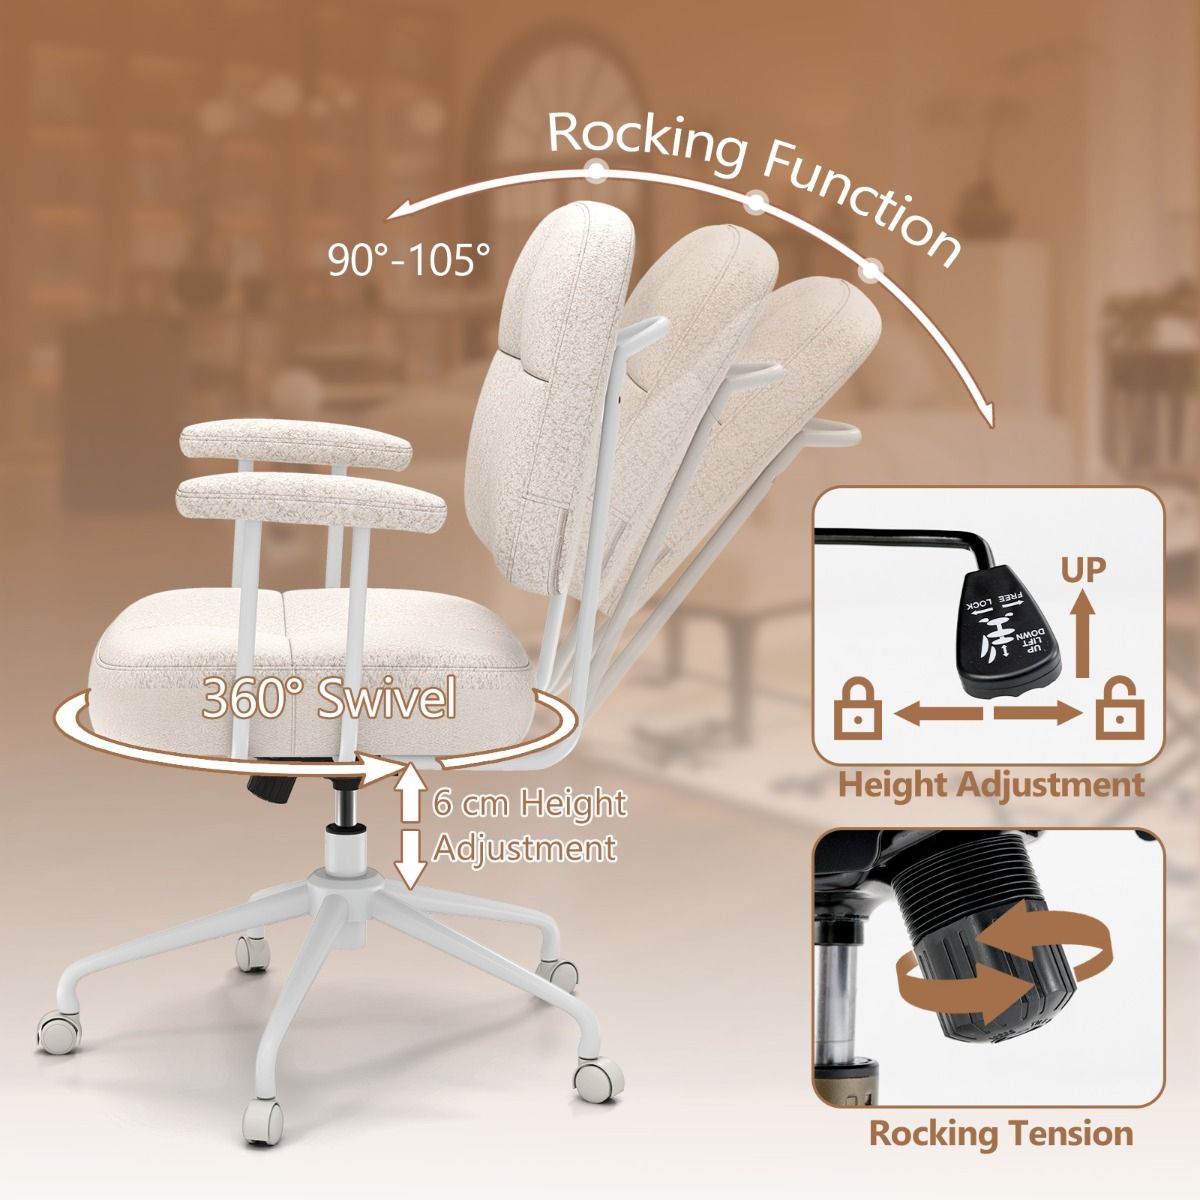 Rocking Function
90°-105°
360° Swivel
6 cm Height
Adjustment
UP
FREE
LOCK
UP
LIFT
DOWN
Height Adjustment
Rocking Tension